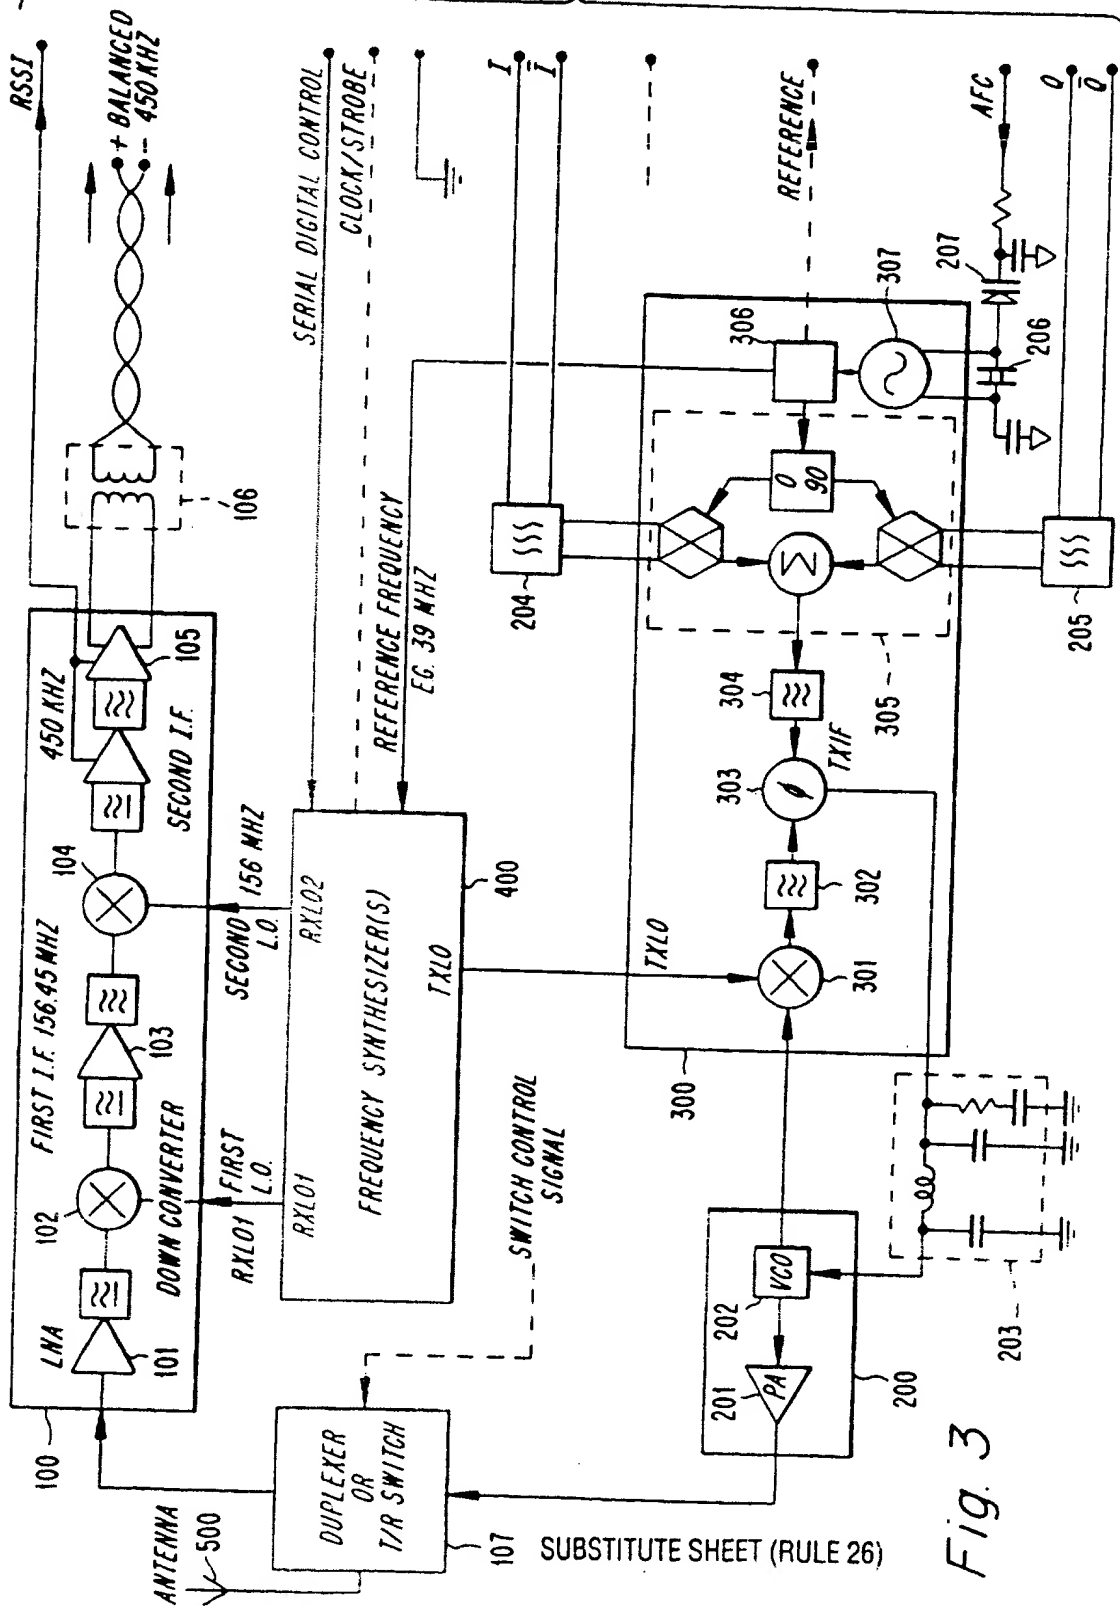 RSSI
+ BALANCED
- 450 KHZ
SERIAL DIGITAL CONTROL
CLOCK/STROBE
I
Ī
REFERENCE
AFC
Q
Q̄
106
105
450 KHZ
SECOND I.F.
104
FIRST I.F. 156.45 MHZ
103
102
DOWN CONVERTER
LNA
101
100
REFERENCE FREQUENCY
EG. 39 MHZ
SECOND 156 MHZ
L.O.
RXLO2
FREQUENCY SYNTHESIZER(S)
400
TXLO
RXLO1
FIRST
L.O.
RXLO1
SWITCH CONTROL
SIGNAL
204
205
206
207
307
306
0
90
Σ
305
304
303
ϕ
TXIF
302
301
TXLO
300
203
VCO
202
PA
201
200
DUPLEXER
OR
T/R SWITCH
107
ANTENNA
500
SUBSTITUTE SHEET (RULE 26)
Fig. 3